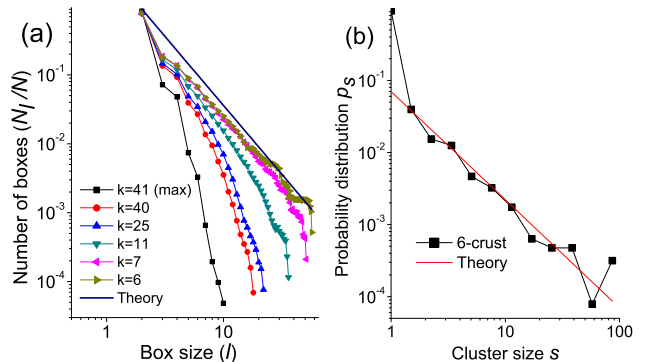 (a)
Number of boxes (N_l/N)
10^-1
10^-2
10^-3
10^-4
k=41 (max)
k=40
k=25
k=11
k=7
k=6
Theory
1
10
Box size (l)
(b)
Probability distribution p_s
10^-1
10^-2
10^-3
10^-4
6-crust
Theory
1
10
100
Cluster size s